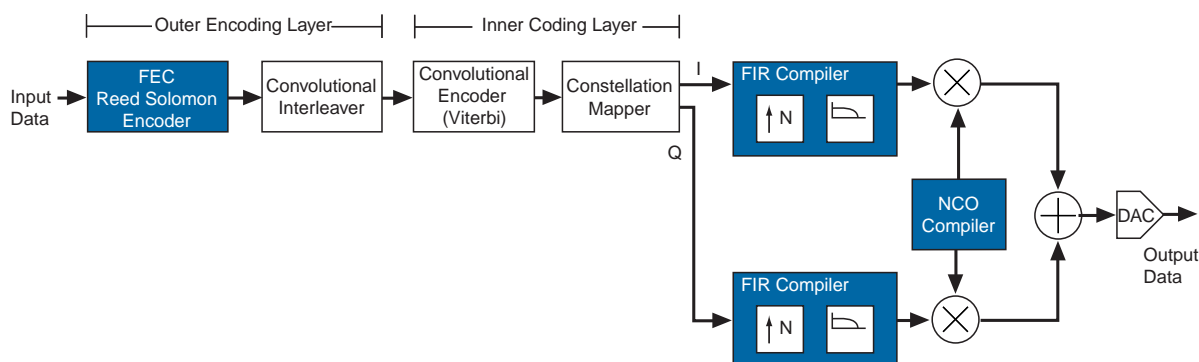 Outer Encoding Layer
Inner Coding Layer
Input
Data
FEC
Reed Solomon
Encoder
Convolutional
Interleaver
Convolutional
Encoder
(Viterbi)
Constellation
Mapper
I
Q
FIR Compiler
N
NCO
Compiler
DAC
Output
Data
FIR Compiler
N